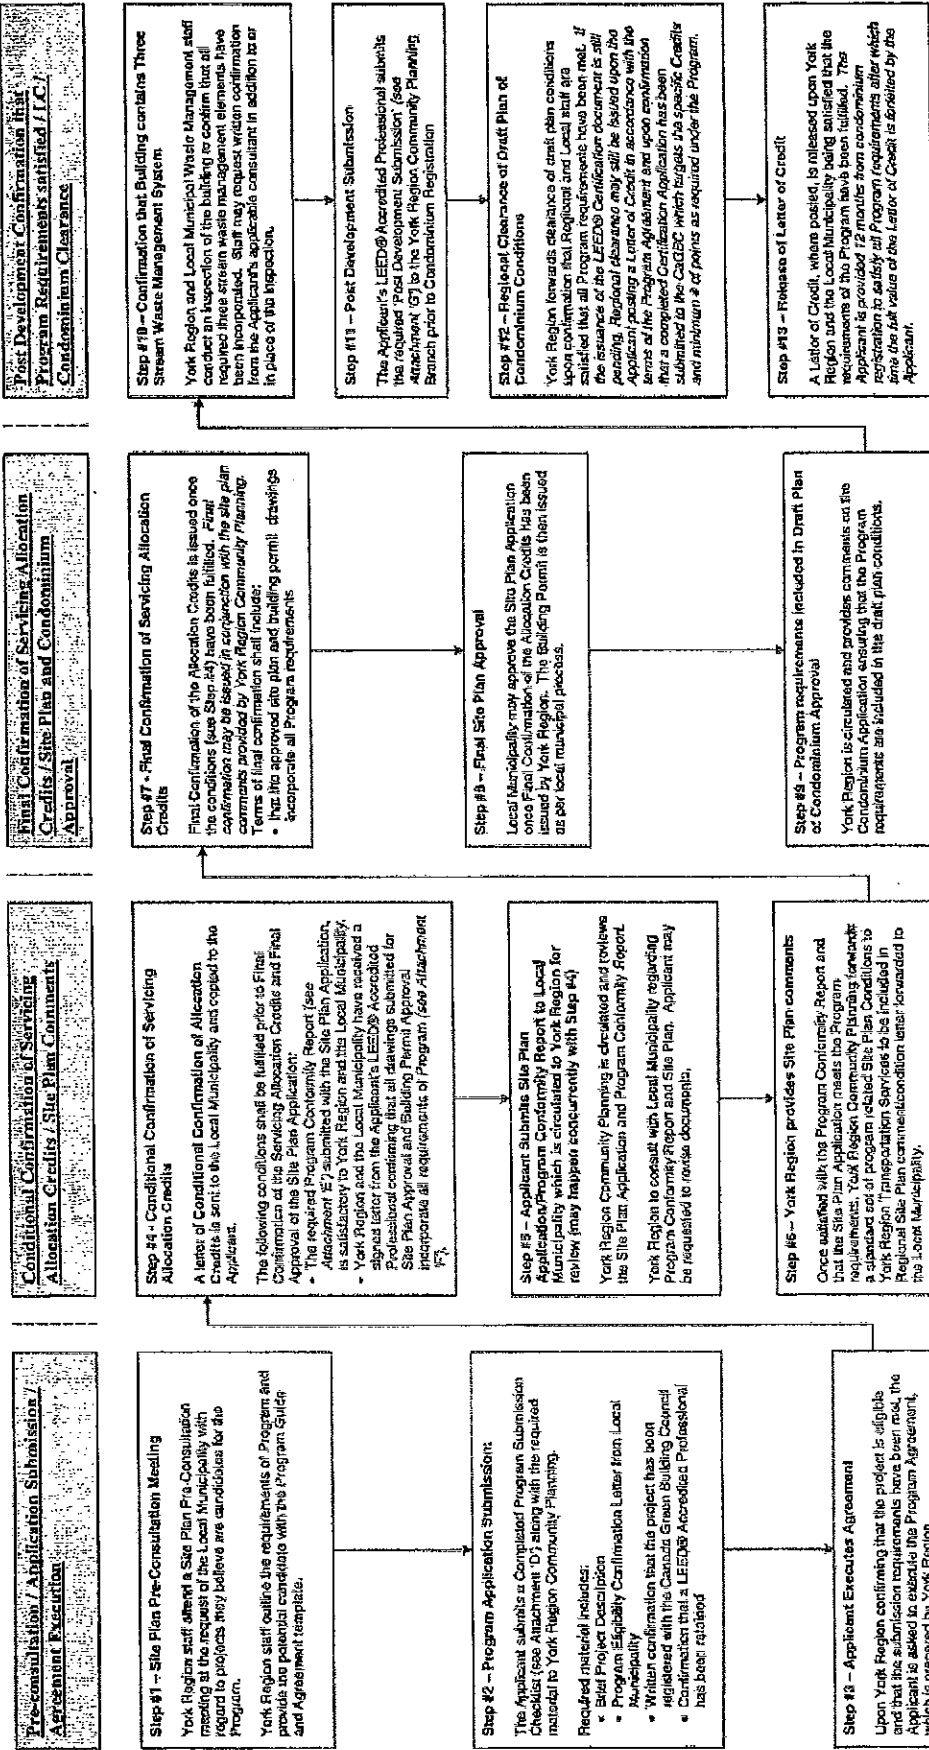 Pre-consultation / Application Submission /
Agreement Execution
Step #1 – Site Plan Pre-Consultation Meeting
York Region staff attend a Site Plan Pre-Consultation
meeting at the request of the Local Municipality with
regard to projects may believe are candidates for the
Program.
York Region staff outline the requirements of Program and
provide the potential candidate with the Program Guide
and Agreement template.
Step #2 – Program Application Submission:
The Applicant submits a Completed Program Submission
Checklist (see Attachment 'D') along with the required
material to York Region Community Planning.
Required material includes:
• Brief Project Description
• Program Eligibility Confirmation Letter from Local
Municipality
• Written confirmation that the project has been
registered with the Canada Green Building Council
• Confirmation that a LEED® Accredited Professional
has been retained
Step #3 – Applicant Executes Agreement
Upon York Region confirming that the project is eligible
and that the submission requirements have been met, the
Applicant is asked to execute the Program Agreement,
which is prepared by York Region
Conditional Confirmation of Servicing
Allocation Credits / Site Plan Comments
Step #4 – Conditional Confirmation of Servicing
Allocation Credits
A letter of Conditional Confirmation of Allocation
Credits is sent to the Local Municipality and copied to the
Applicant.
The following conditions shall be fulfilled prior to Final
Confirmation of the Servicing Allocation Credits and Final
Approval of the Site Plan Application:
• The required Program Conformity Report (see
Attachment 'E') submitted with the Site Plan Application,
is satisfactory to York Region and the Local Municipality.
• York Region and the Local Municipality have received a
signed letter from the Applicant's LEED® Accredited
Professional confirming that all drawings submitted for
Site Plan Approval and Building Permit Approval
incorporate all requirements of Program (see Attachment
'F').
Step #5 – Applicant Submits Site Plan
Application/Program Conformity Report to Local
Municipality which is circulated to York Region for
review (may happen concurrently with Step #4)
York Region Community Planning is circulated and reviews
the Site Plan Application and Program Conformity Report.
York Region to consult with Local Municipality regarding
Program Conformity Report and Site Plan. Applicant may
be requested to revise documents.
Step #6 – York Region provides Site Plan comments
Once satisfied with the Program Conformity Report and
that the Site Plan Application meets the Program
requirements, York Region Community Planning forwards
a standard set of program related Site Plan Conditions to
York Region Transportation Services to be included in
Regional Site Plan comment/condition letter forwarded to
the Local Municipality.
Final Confirmation of Servicing Allocation
Credits / Site Plan and Condominium
Approval
Step #7 - Final Confirmation of Servicing Allocation
Credits
Final Confirmation of the Allocation Credits is issued once
the conditions (see Step #4) have been fulfilled. Final
confirmation may be issued in conjunction with the site plan
comments provided by York Region Community Planning.
Terms of final confirmation shall include:
• that the approved site plan and building permit drawings
incorporate all Program requirements
Step #8 – Final Site Plan Approval
Local Municipality may approve the Site Plan Application
once Final Confirmation of the Allocation Credits has been
issued by York Region. The Building Permit is then issued
as per local municipal process.
Step #9 – Program requirements included in Draft Plan
of Condominium Approval
York Region is circulated and provides comments on the
Condominium Application ensuring that the Program
requirements are included in the draft plan conditions.
Post Development Confirmation that
Program Requirements satisfied / LC /
Condominium Clearance
Step #10 – Confirmation that Building contains Three
Stream Waste Management System
York Region and Local Municipal Waste Management staff
conduct an inspection of the building to confirm that all
required three stream waste management elements have
been incorporated. Staff may request written confirmation
from the Applicant's applicable consultant in addition to or
in place of the inspection.
Step #11 – Post Development Submission
The Applicant's LEED® Accredited Professional submits
the required 'Post Development Submission' (see
Attachment 'G') to the York Region Community Planning
Branch prior to Condominium Registration
Step #12 – Regional Clearance of Draft Plan of
Condominium Conditions
York Region forwards clearance of draft plan conditions
upon confirmation that Regional and Local staff are
satisfied that all Program requirements have been met. If
the issuance of the LEED® Certification document is still
pending, Regional clearance may still be issued upon the
Applicant posting a Letter of Credit in accordance with the
terms of the Program Agreement and upon confirmation
that a completed Certification Application has been
submitted to the CaGBC which targets the specific Credits
and minimum # of points as required under the Program.
Step #13 – Release of Letter of Credit
A Letter of Credit, where posted, is released upon York
Region and the Local Municipality being satisfied that the
requirements of the Program have been fulfilled. The
Applicant is provided 12 months from condominium
registration to satisfy all Program requirements after which
time the full value of the Letter of Credit is forfeited by the
Applicant.